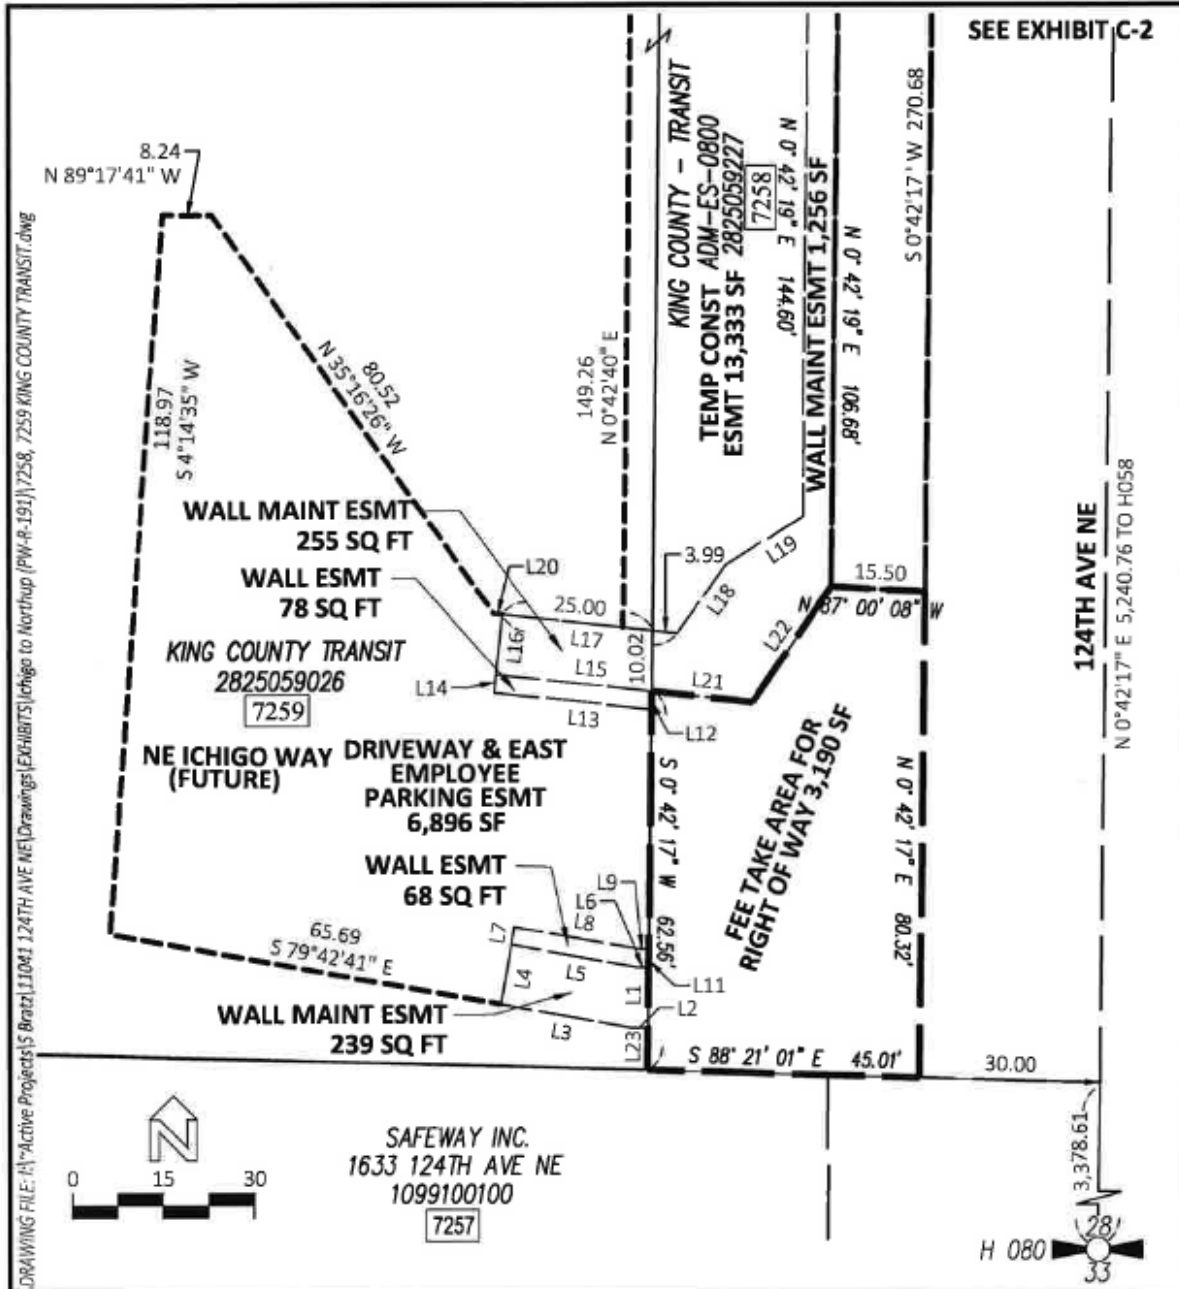 SEE EXHIBIT C-2
8.24
N 89°17'41" W
118.97
S 4°14'35" W
80.52
N 35°16'26" W
149.26
N 0°42'40" E
KING COUNTY - TRANSIT
ADM-ES-0800
2825059227
7258
TEMP CONST
ESMT 13,333 SF
N 0° 42' 19" E 144.60'
WALL MAINT ESMT 1,256 SF
N 0° 42' 19" E 106.68'
S 0°42'17" W 270.68
124TH AVE NE
N 0°42'17" E 5,240.76 TO H058
WALL MAINT ESMT
255 SQ FT
WALL ESMT
78 SQ FT
L20
25.00
L17
L16
L15
L14
L13
10.02
3.99
L18
L19
15.50
N 87° 00' 08" W
L22
L21
L12
KING COUNTY TRANSIT
2825059026
7259
NE ICHIGO WAY
(FUTURE)
DRIVEWAY & EAST
EMPLOYEE
PARKING ESMT
6,896 SF
S 0° 42' 17" W 62.56'
FEE TAKE AREA FOR
RIGHT OF WAY 3,190 SF
N 0° 42' 17" E 80.32'
WALL ESMT
68 SQ FT
L9
L6
L8
L7
L5
L4
L1
L11
L2
L3
L23
65.69
S 79°42'41" E
WALL MAINT ESMT
239 SQ FT
S 88° 21' 01" E 45.01'
30.00
3,378.61
0 15 30
SAFEWAY INC.
1633 124TH AVE NE
1099100100
7257
H 080
28
33
DRAWING FILE: I:\~Active Projects\S Bratz\11041 124TH AVE NE\Drawings\EXHIBITS\Ichigo to Northup (PW-R-191)\7258, 7259 KING COUNTY TRANSIT.dwg